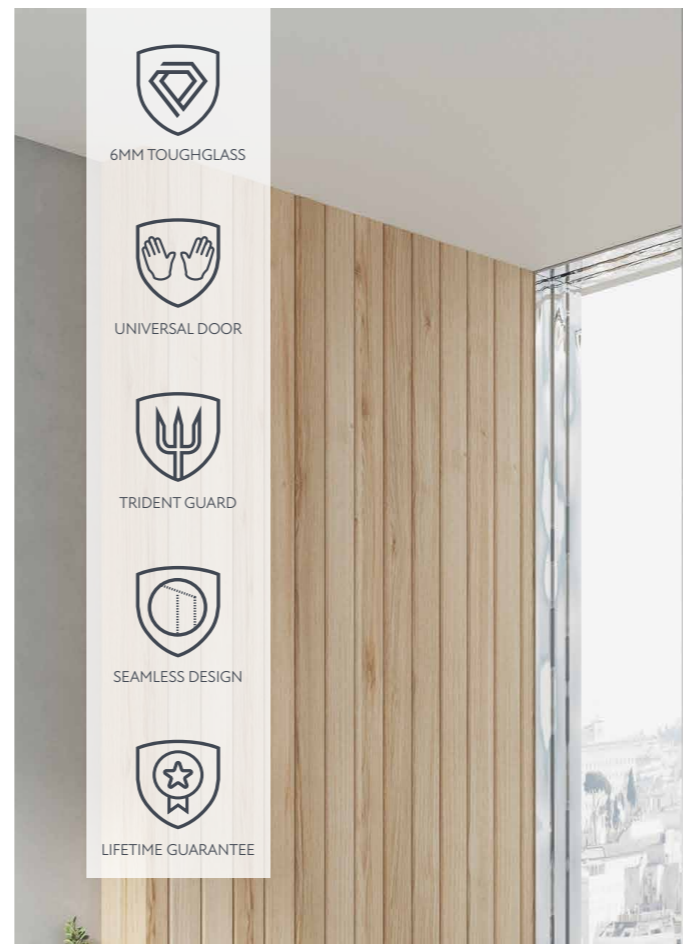 6MM TOUGHGLASS
UNIVERSAL DOOR
TRIDENT GUARD
SEAMLESS DESIGN
LIFETIME GUARANTEE